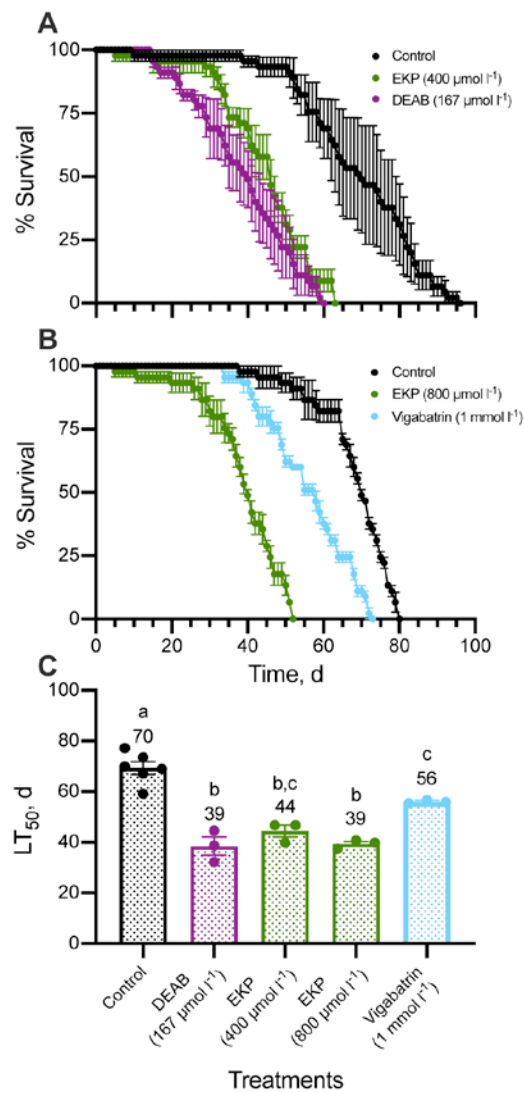 A
100
75
50
25
0
% Survival
Control
EKP (400 µmol l-1)
DEAB (167 µmol l-1)
B
100
75
50
25
0
% Survival
Control
EKP (800 µmol l-1)
Vigabatrin (1 mmol l-1)
0 20 40 60 80 100
Time, d
C
100
80
60
40
20
0
LT50, d
a
70
b
39
b,c
44
b
39
c
56
Control
DEAB
(167 µmol l-1)
EKP
(400 µmol l-1)
EKP
(800 µmol l-1)
Vigabatrin
(1 mmol l-1)
Treatments